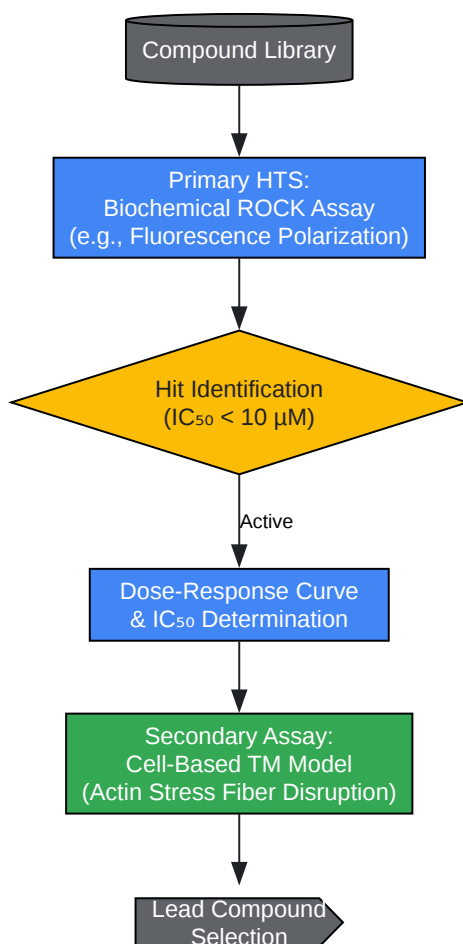 Compound Library
Primary HTS:
Biochemical ROCK Assay
(e.g., Fluorescence Polarization)
Hit Identification
(IC₅₀ < 10 µM)
Active
Dose-Response Curve
& IC₅₀ Determination
Secondary Assay:
Cell-Based TM Model
(Actin Stress Fiber Disruption)
Lead Compound
Selection